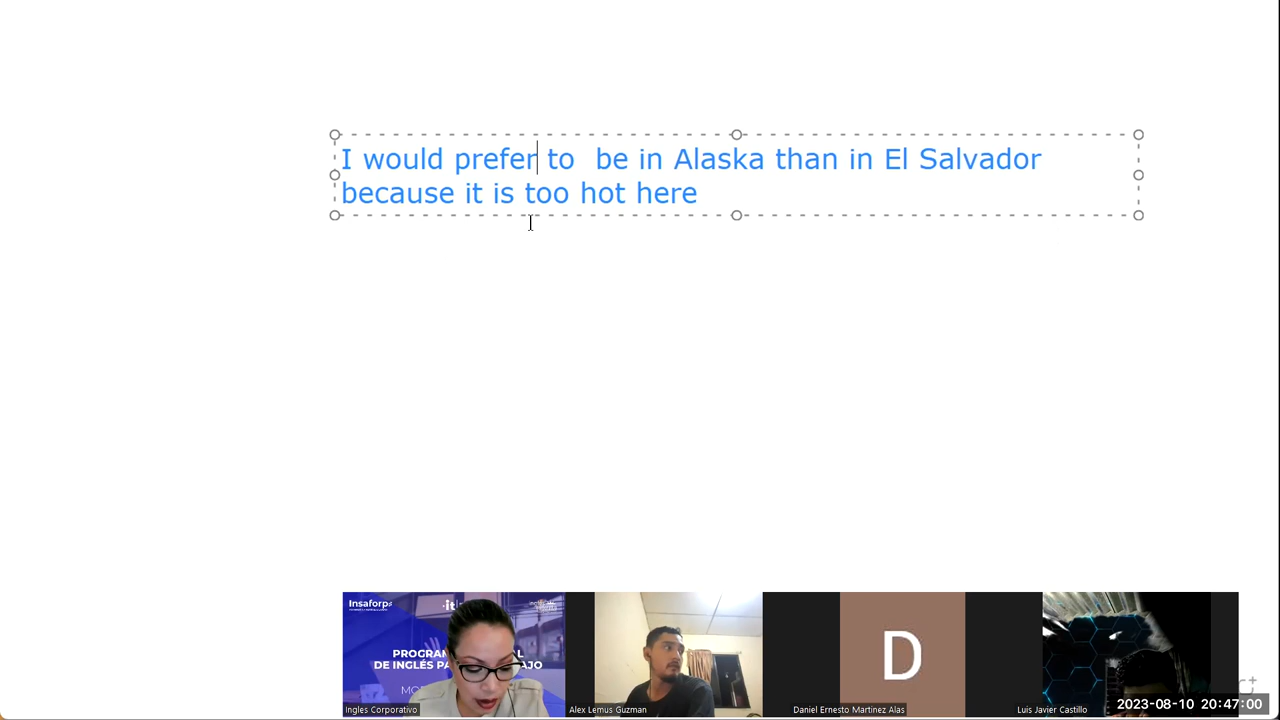 I would prefer to  be in Alaska than in El Salvador
because it is too hot here
Insaforp
PROGRAM
DE INGLÉS PA
AJO
Ingles Corporativo
Alex Lemus Guzman
D
Daniel Ernesto Martinez Alas
Luis Javier Castillo
2023-08-10 20:47:00